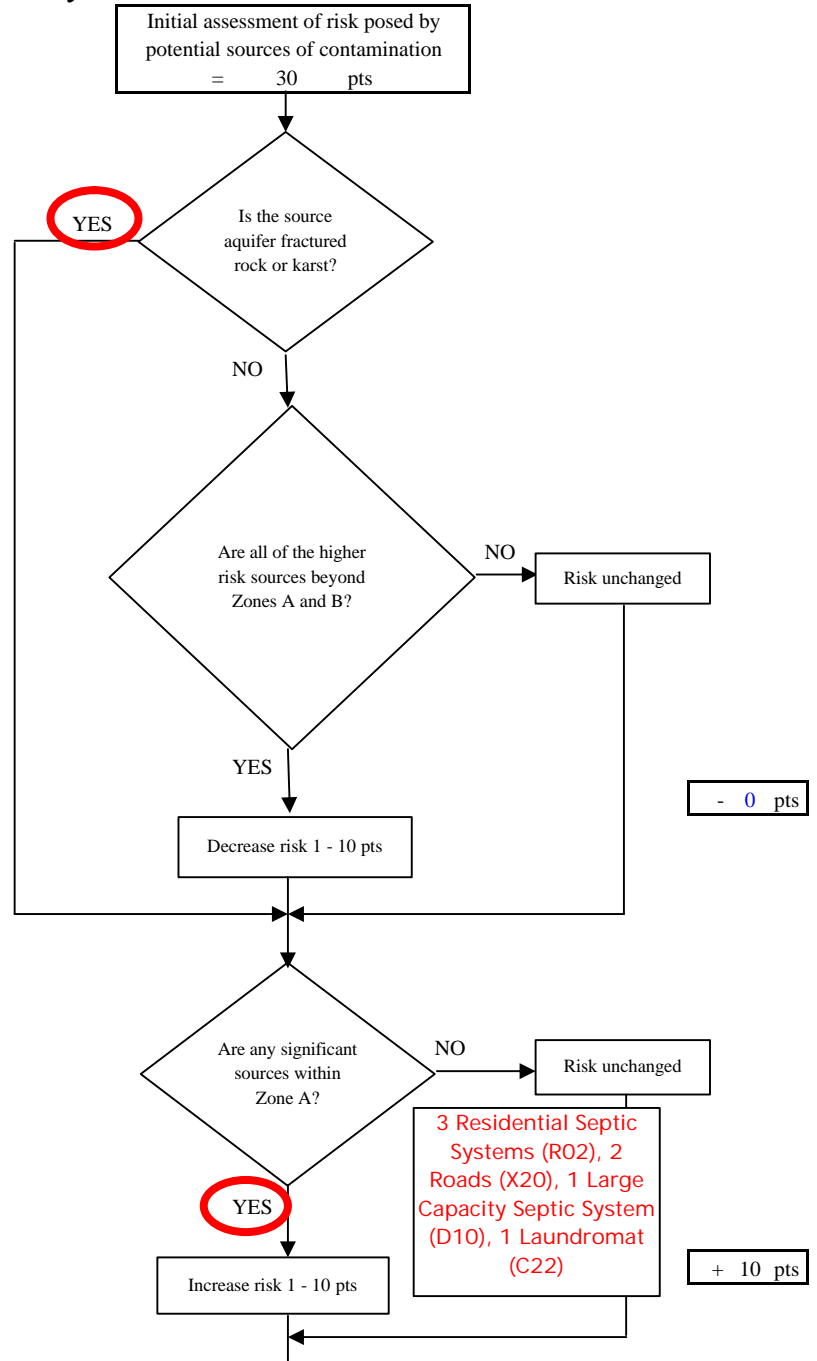 Initial assessment of risk posed by
potential sources of contamination
= 30 pts
YES
Is the source
aquifer fractured
rock or karst?
NO
Are all of the higher
risk sources beyond
Zones A and B?
NO
Risk unchanged
YES
- 0 pts
Decrease risk 1 - 10 pts
Are any significant
sources within
Zone A?
NO
Risk unchanged
3 Residential Septic
Systems (R02), 2
Roads (X20), 1 Large
Capacity Septic System
(D10), 1 Laundromat
(C22)
YES
+ 10 pts
Increase risk 1 - 10 pts